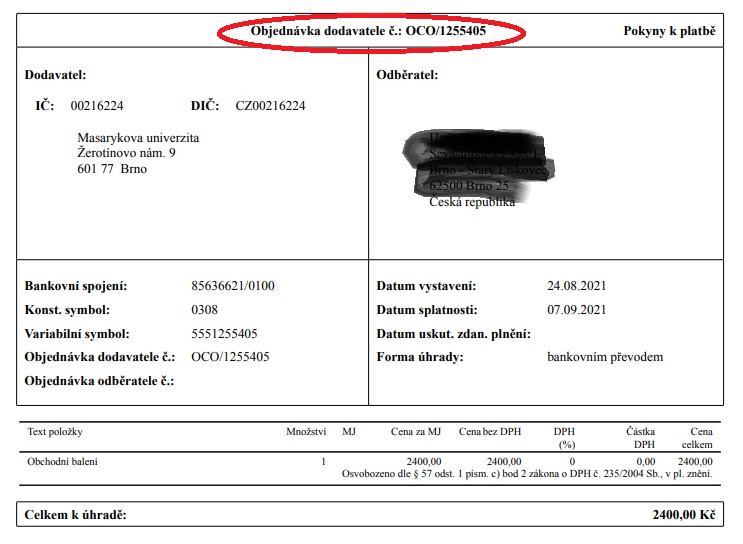 Objednávka dodavatele č.: OCO/1255405 Pokyny k platbě
Dodavatel:
IČ: 00216224 DIČ: CZ00216224
Masarykova univerzita
Žerotínovo nám. 9
601 77 Brno
Odběratel:
Brno - Starý Lískovec
62500 Brno 25
Česká republika
Bankovní spojení: 85636621/0100
Konst. symbol: 0308
Variabilní symbol: 5551255405
Objednávka dodavatele č.: OCO/1255405
Objednávka odběratele č.:
Datum vystavení: 24.08.2021
Datum splatnosti: 07.09.2021
Datum uskut. zdan. plnění:
Forma úhrady: bankovním převodem
Text položky Množství MJ Cena za MJ Cena bez DPH DPH (%) Částka DPH Cena celkem
Obchodní balení 1 2400,00 2400,00 0 0,00 2400,00
Osvobozeno dle § 57 odst. 1 písm. c) bod 2 zákona o DPH č. 235/2004 Sb., v pl. znění.
Celkem k úhradě: 2400,00 Kč